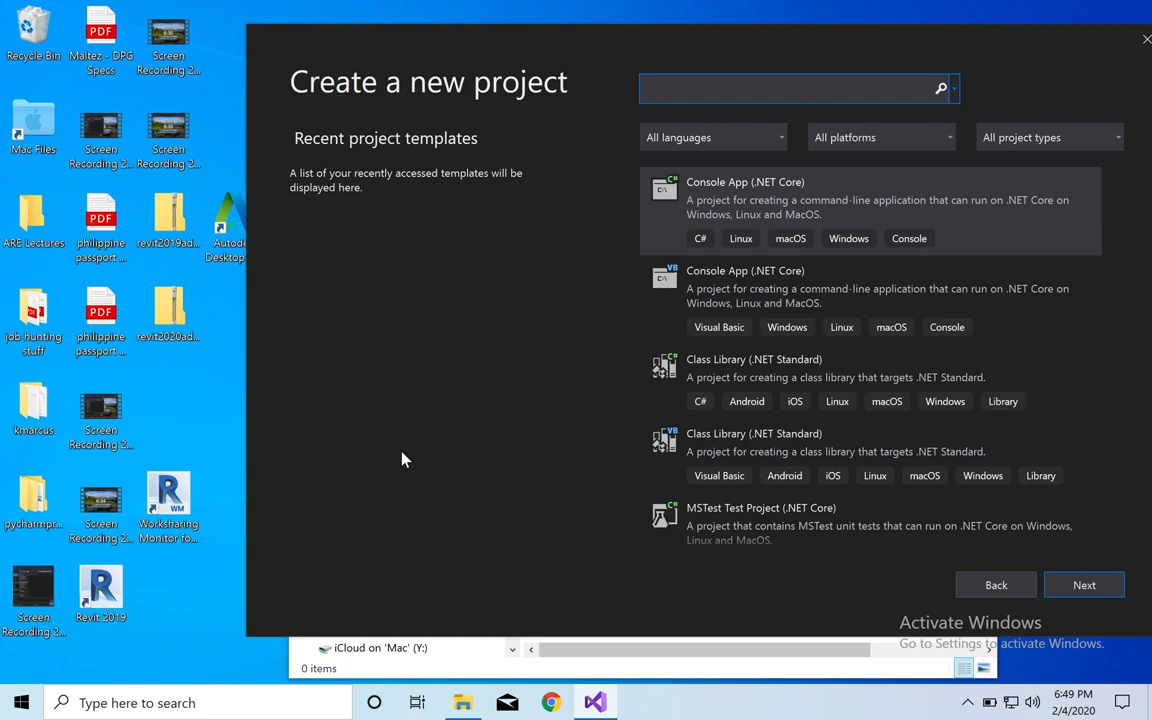 Recycle Bin
Maltez - DPG
Specs
Screen
Recording 2...
Mac Files
Screen
Recording 2...
Screen
Recording 2...
ARE Lectures
PDF
philippine
passport ...
revit2019ad...
Autode
Desktop
job hunting
stuff
PDF
philippine
passport ...
revit2020ad...
kmarcus
Screen
Recording 2...
pycharmpr...
Screen
Recording 2...
Worksharing
Monitor fo...
Screen
Recording 2...
Revit 2019
PDF
R
WM
R
Create a new project
Recent project templates
A list of your recently accessed templates will be
displayed here.
All languages
All platforms
All project types
C#
Console App (.NET Core)
A project for creating a command-line application that can run on .NET Core on
Windows, Linux and MacOS.
C# Linux macOS Windows Console
VB
Console App (.NET Core)
A project for creating a command-line application that can run on .NET Core on
Windows, Linux and MacOS.
Visual Basic Windows Linux macOS Console
C#
Class Library (.NET Standard)
A project for creating a class library that targets .NET Standard.
C# Android iOS Linux macOS Windows Library
VB
Class Library (.NET Standard)
A project for creating a class library that targets .NET Standard.
Visual Basic Android iOS Linux macOS Windows Library
C#
MSTest Test Project (.NET Core)
A project that contains MSTest unit tests that can run on .NET Core on Windows,
Linux and MacOS.
Back
Next
Activate Windows
Go to Settings to activate Windows.
iCloud on 'Mac' (Y:)
0 items
Type here to search
6:49 PM
2/4/2020